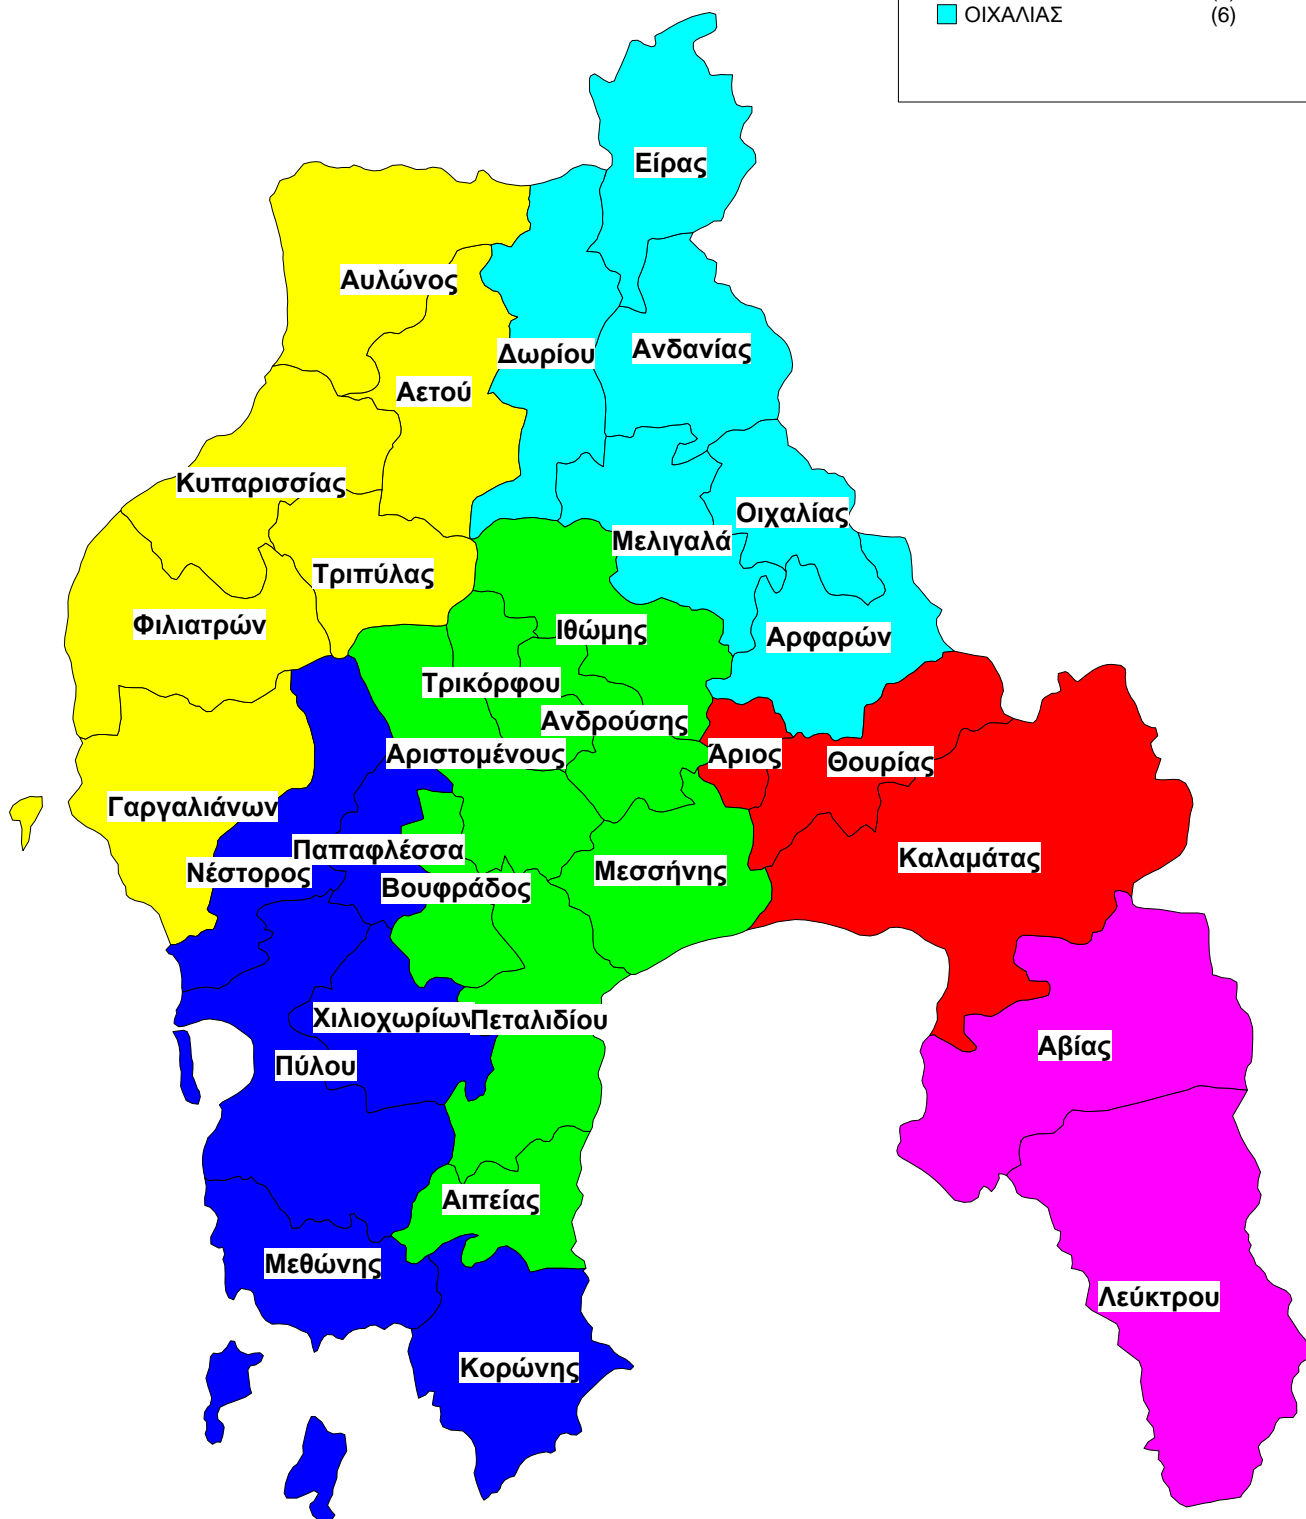 ΟΙΧΑΛΙΑΣ (6)
Είρας
Αυλώνος
Δωρίου
Ανδανίας
Αετού
Κυπαρισσίας
Οιχαλίας
Μελιγαλά
Τριπύλας
Φιλιατρών
Ιθώμης
Αρφαρών
Τρικόρφου
Ανδρούσης
Αριστομένους
Άριος
Θουρίας
Γαργαλιάνων
Παπαφλέσσα
Καλαμάτας
Νέστορος
Βουφράδος
Μεσσήνης
Χιλιοχωρίων
Πεταλιδίου
Αβίας
Πύλου
Αιπείας
Μεθώνης
Λεύκτρου
Κορώνης